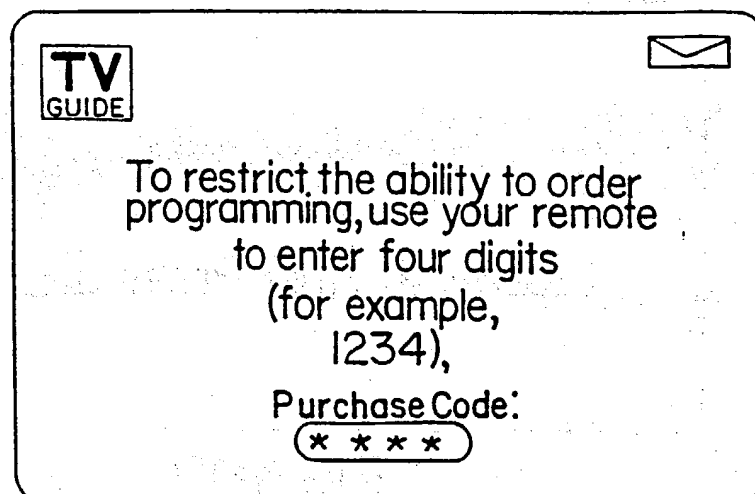 TV
GUIDE
To restrict the ability to order
programming, use your remote
to enter four digits
(for example,
1234),
Purchase Code:
* * * *